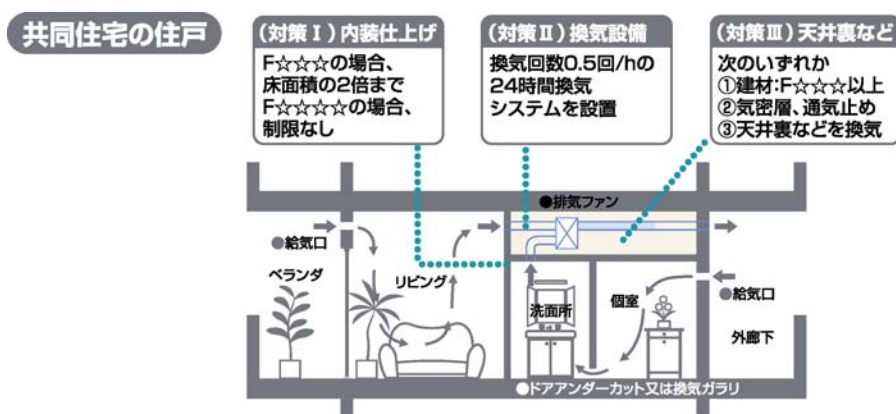 共同住宅の住戸
(対策Ⅰ)内装仕上げ
F☆☆☆の場合、
床面積の2倍まで
F☆☆☆☆の場合、
制限なし
(対策Ⅱ)換気設備
換気回数0.5回/hの
24時間換気
システムを設置
(対策Ⅲ)天井裏など
次のいずれか
①建材:F☆☆☆以上
②気密層、通気止め
③天井裏などを換気
●排気ファン
●給気口
ベランダ
リビング
洗面所
個室
●給気口
外廊下
●ドアアンダーカット又は換気ガラリ